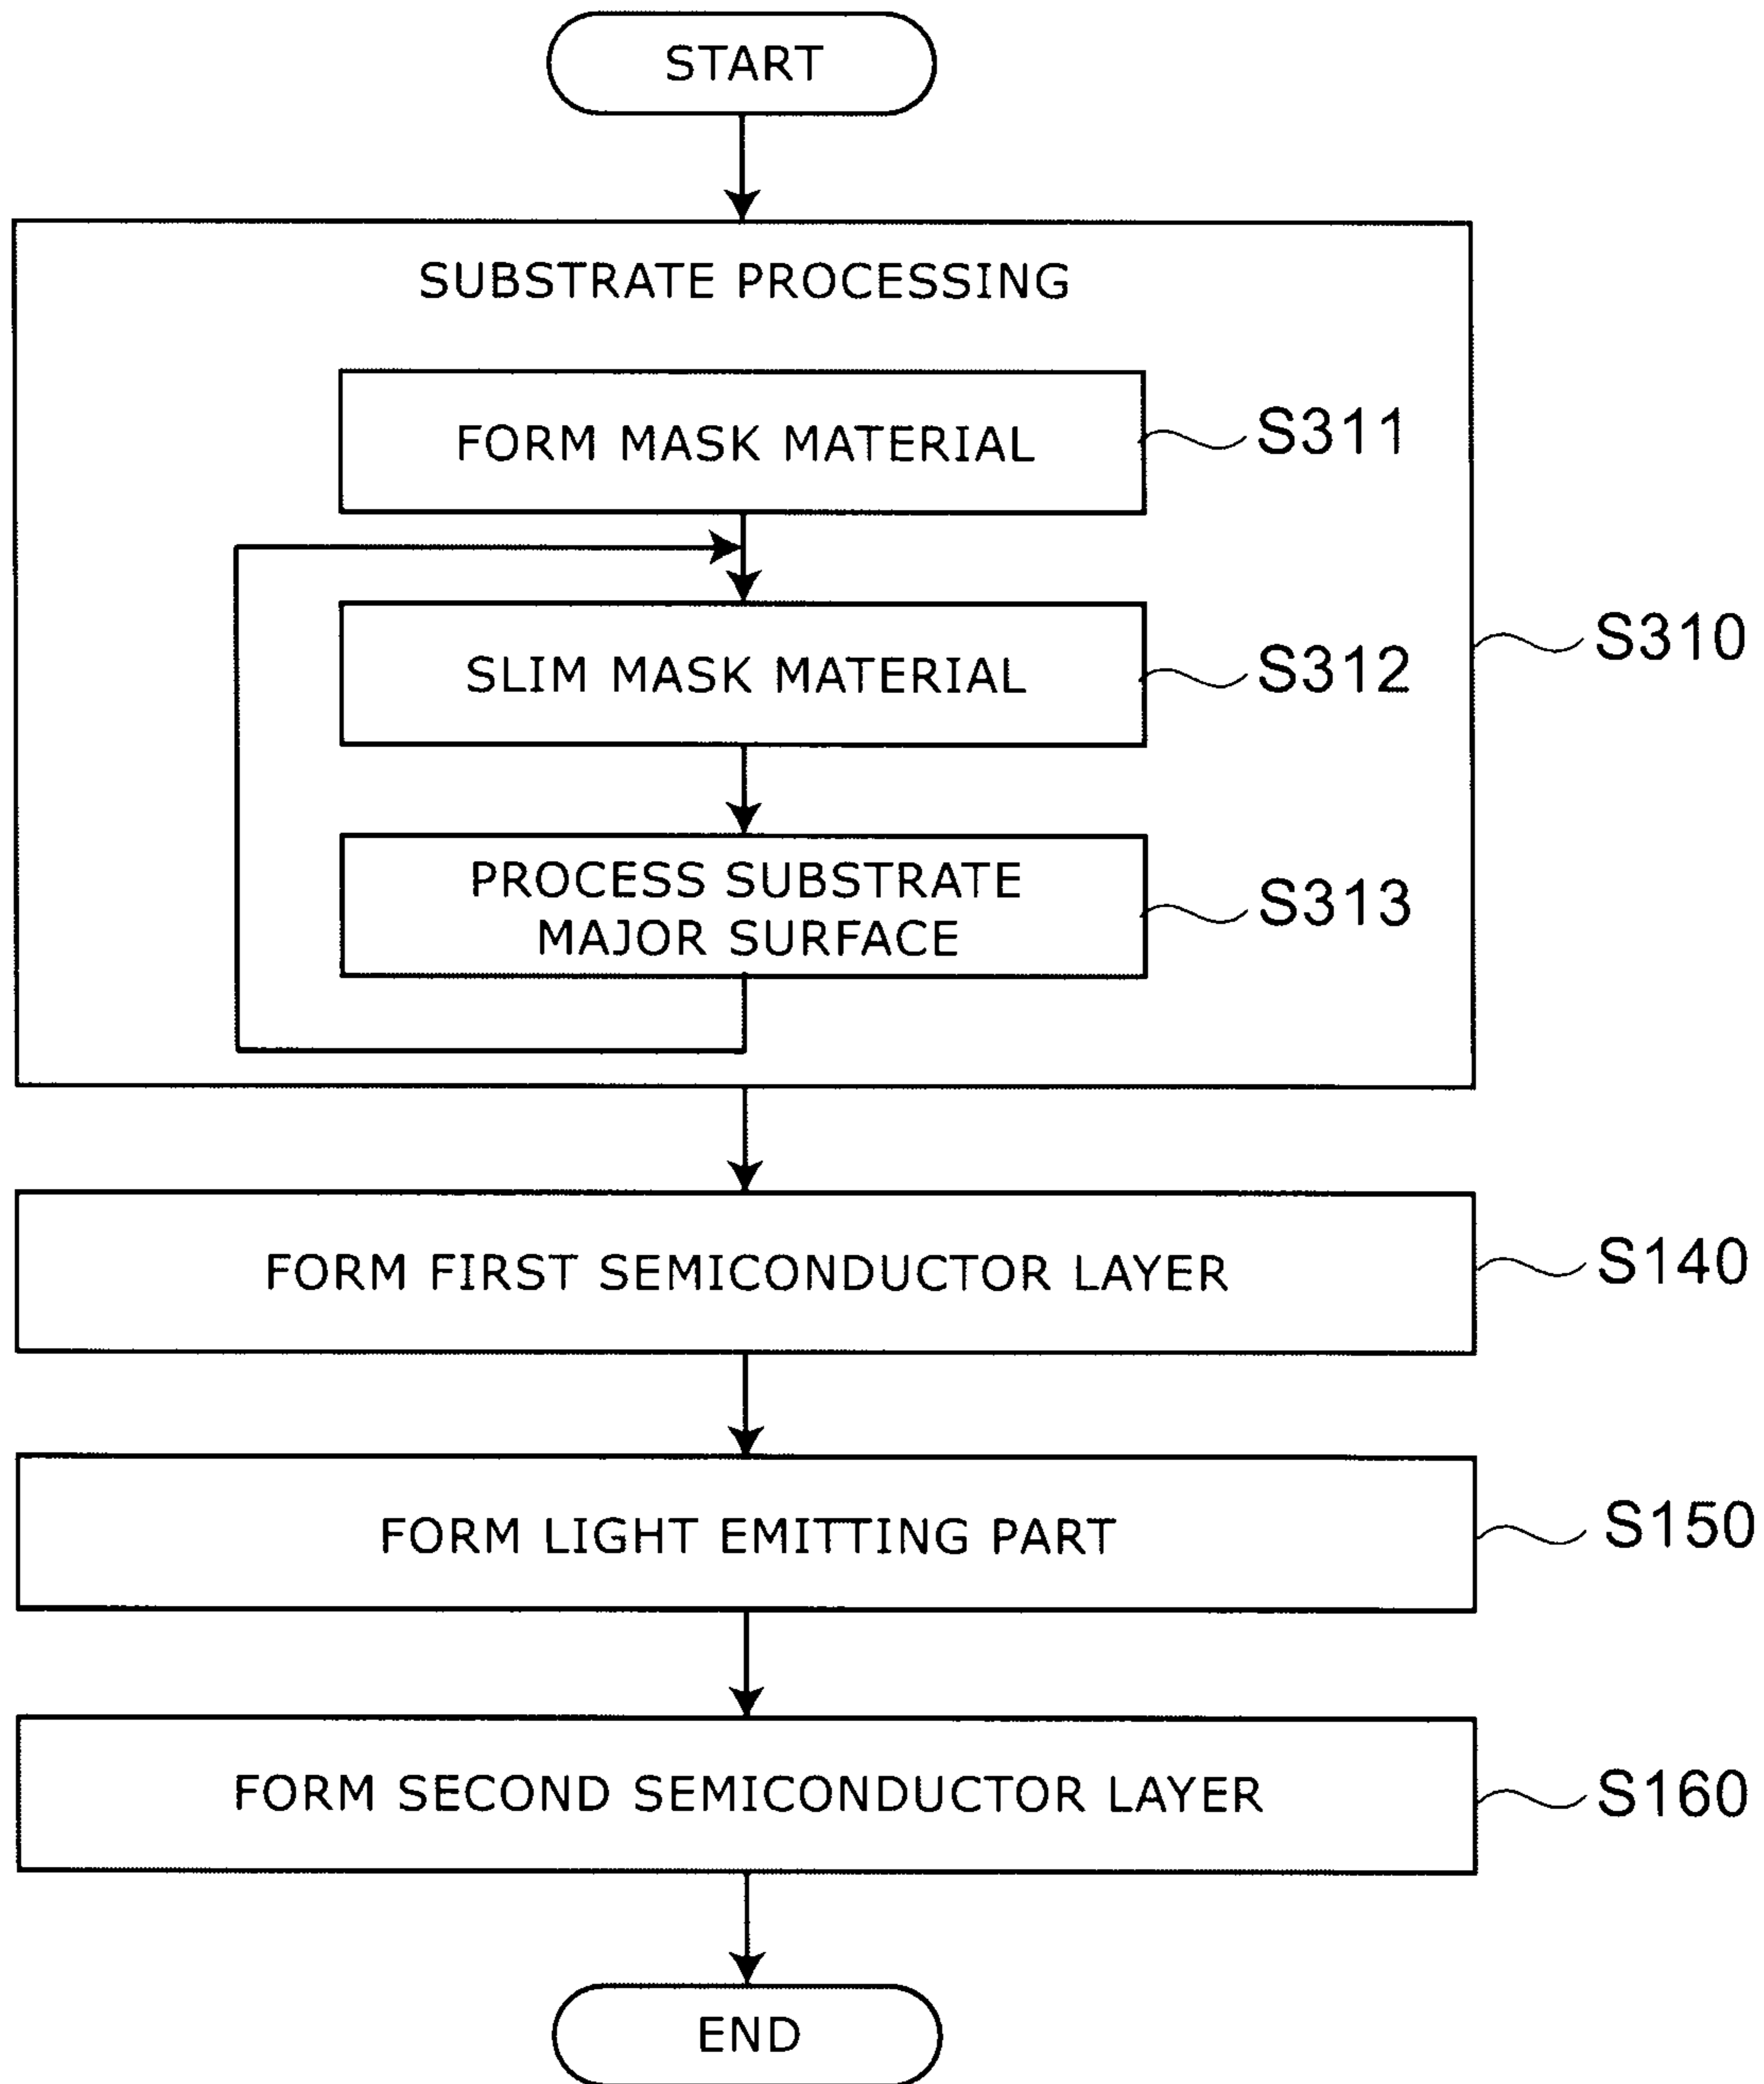 START
SUBSTRATE PROCESSING
FORM MASK MATERIAL
S311
SLIM MASK MATERIAL
S312
S310
PROCESS SUBSTRATE
MAJOR SURFACE
S313
FORM FIRST SEMICONDUCTOR LAYER
S140
FORM LIGHT EMITTING PART
S150
FORM SECOND SEMICONDUCTOR LAYER
S160
END